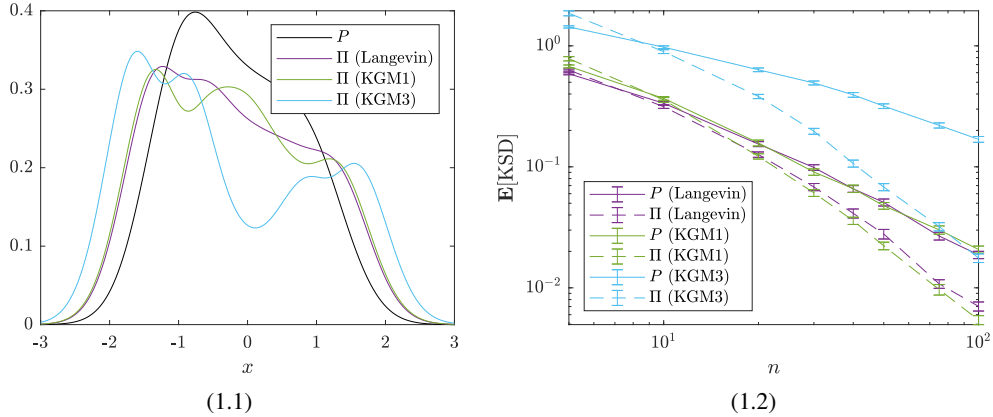 0.4
0.3
0.2
0.1
0
-3 -2 -1 0 1 2 3
x
P
Π (Langevin)
Π (KGM1)
Π (KGM3)
(1.1)
E[KSD]
10^0
10^-1
10^-2
10^1 10^2
n
P (Langevin)
Π (Langevin)
P (KGM1)
Π (KGM1)
P (KGM3)
Π (KGM3)
(1.2)